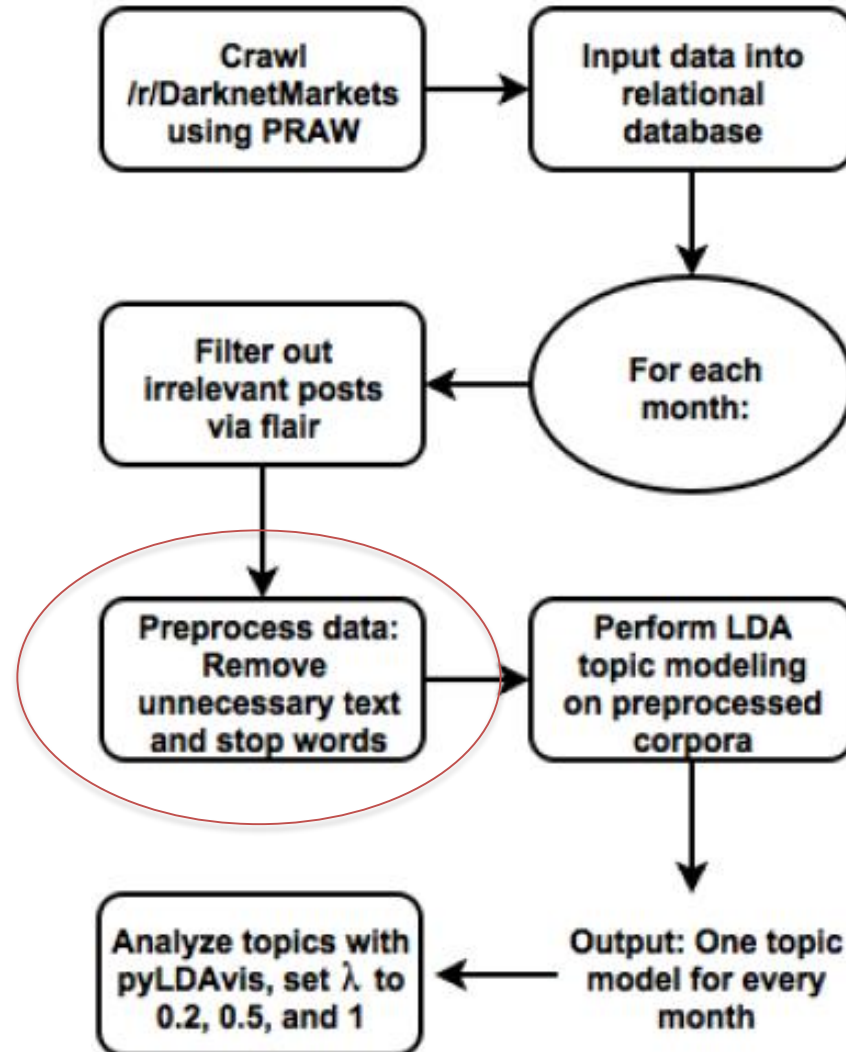 Crawl
/r/DarknetMarkets
using PRAW
Input data into
relational
database
For each
month:
Filter out
irrelevant posts
via flair
Preprocess data:
Remove
unnecessary text
and stop words
Perform LDA
topic modeling
on preprocessed
corpora
Output: One topic
model for every
month
Analyze topics with
pyLDAvis, set λ to
0.2, 0.5, and 1